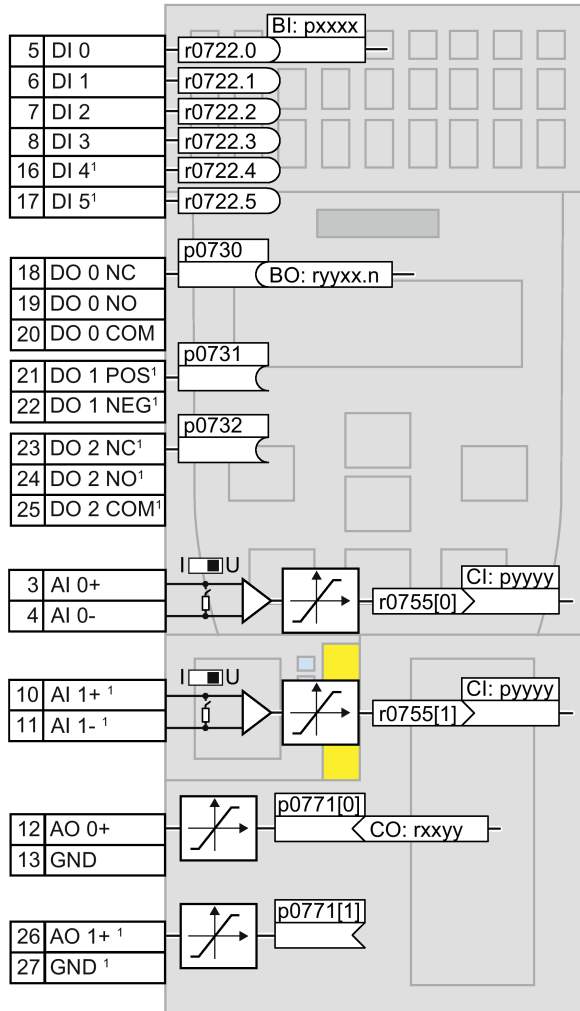 BI: pxxxx
5 DI 0 r0722.0
6 DI 1 r0722.1
7 DI 2 r0722.2
8 DI 3 r0722.3
16 DI 4¹ r0722.4
17 DI 5¹ r0722.5
p0730
18 DO 0 NC BO: ryyxx.n
19 DO 0 NO
20 DO 0 COM
p0731
21 DO 1 POS¹
22 DO 1 NEG¹
p0732
23 DO 2 NC¹
24 DO 2 NO¹
25 DO 2 COM¹
I U
CI: pyyyy
3 AI 0+
r0755[0]
4 AI 0-
I U
CI: pyyyy
10 AI 1+ ¹
r0755[1]
11 AI 1- ¹
p0771[0]
12 AO 0+ CO: rxxyy
13 GND
p0771[1]
26 AO 1+ ¹
27 GND ¹